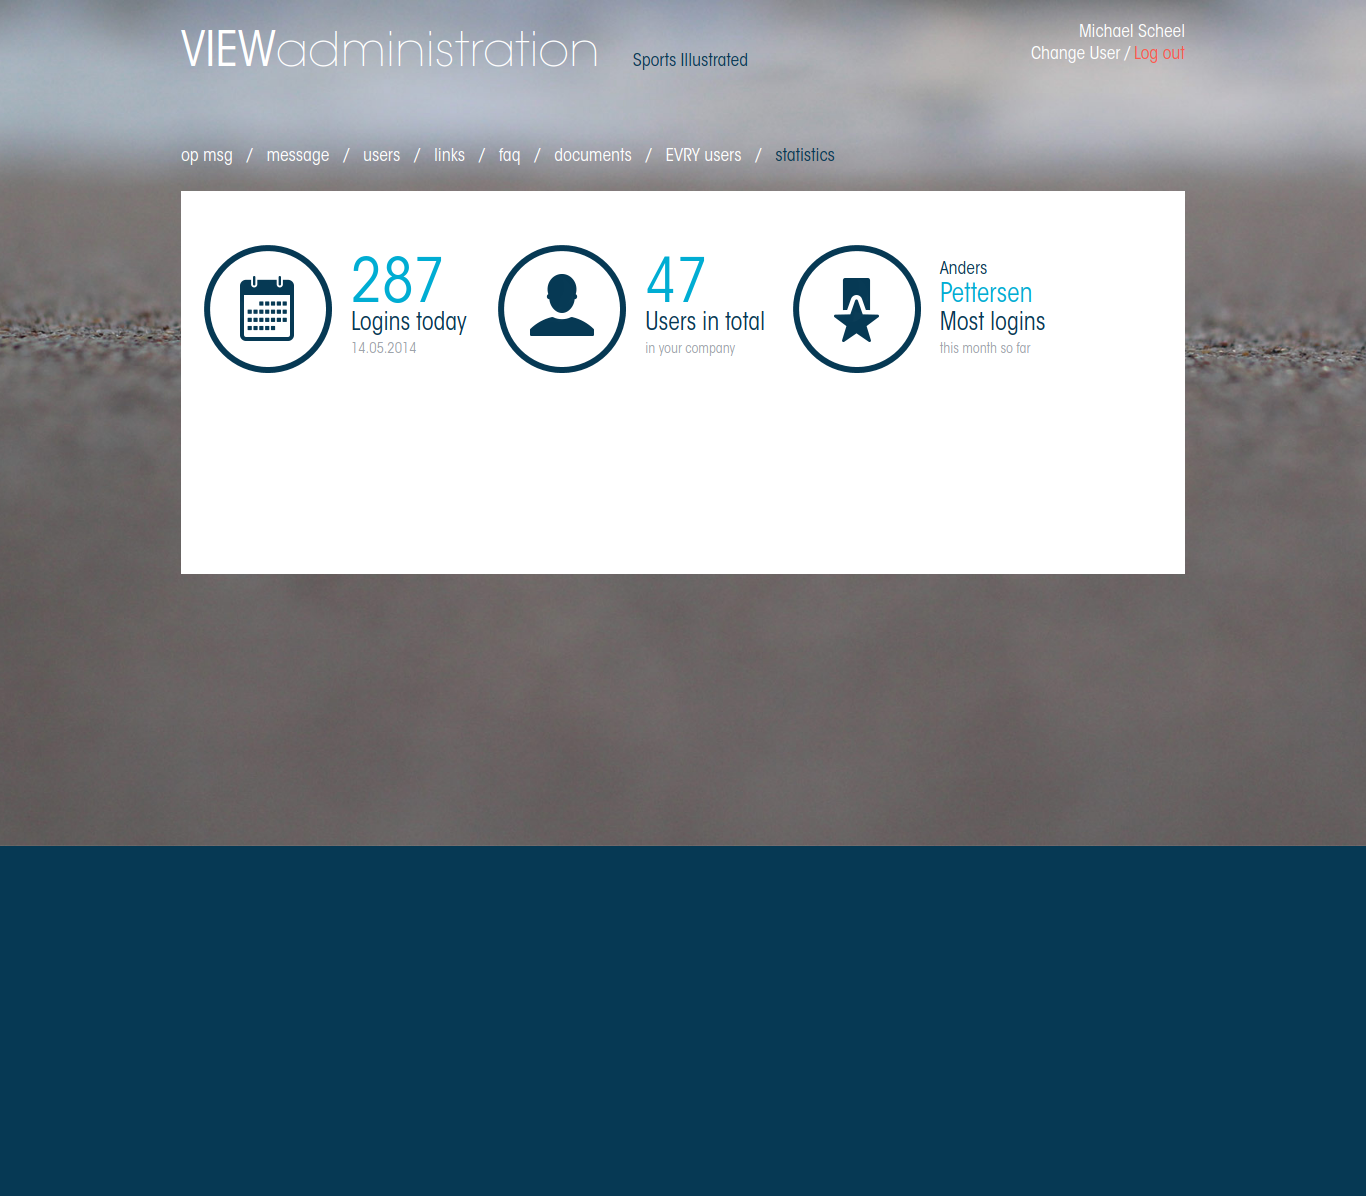 VIEWadministration
Sports Illustrated
Michael Scheel
Change User / Log out
op msg / message / users / links / faq / documents / EVRY users / statistics
287
Logins today
14.05.2014
47
Users in total
in your company
Anders
Pettersen
Most logins
this month so far